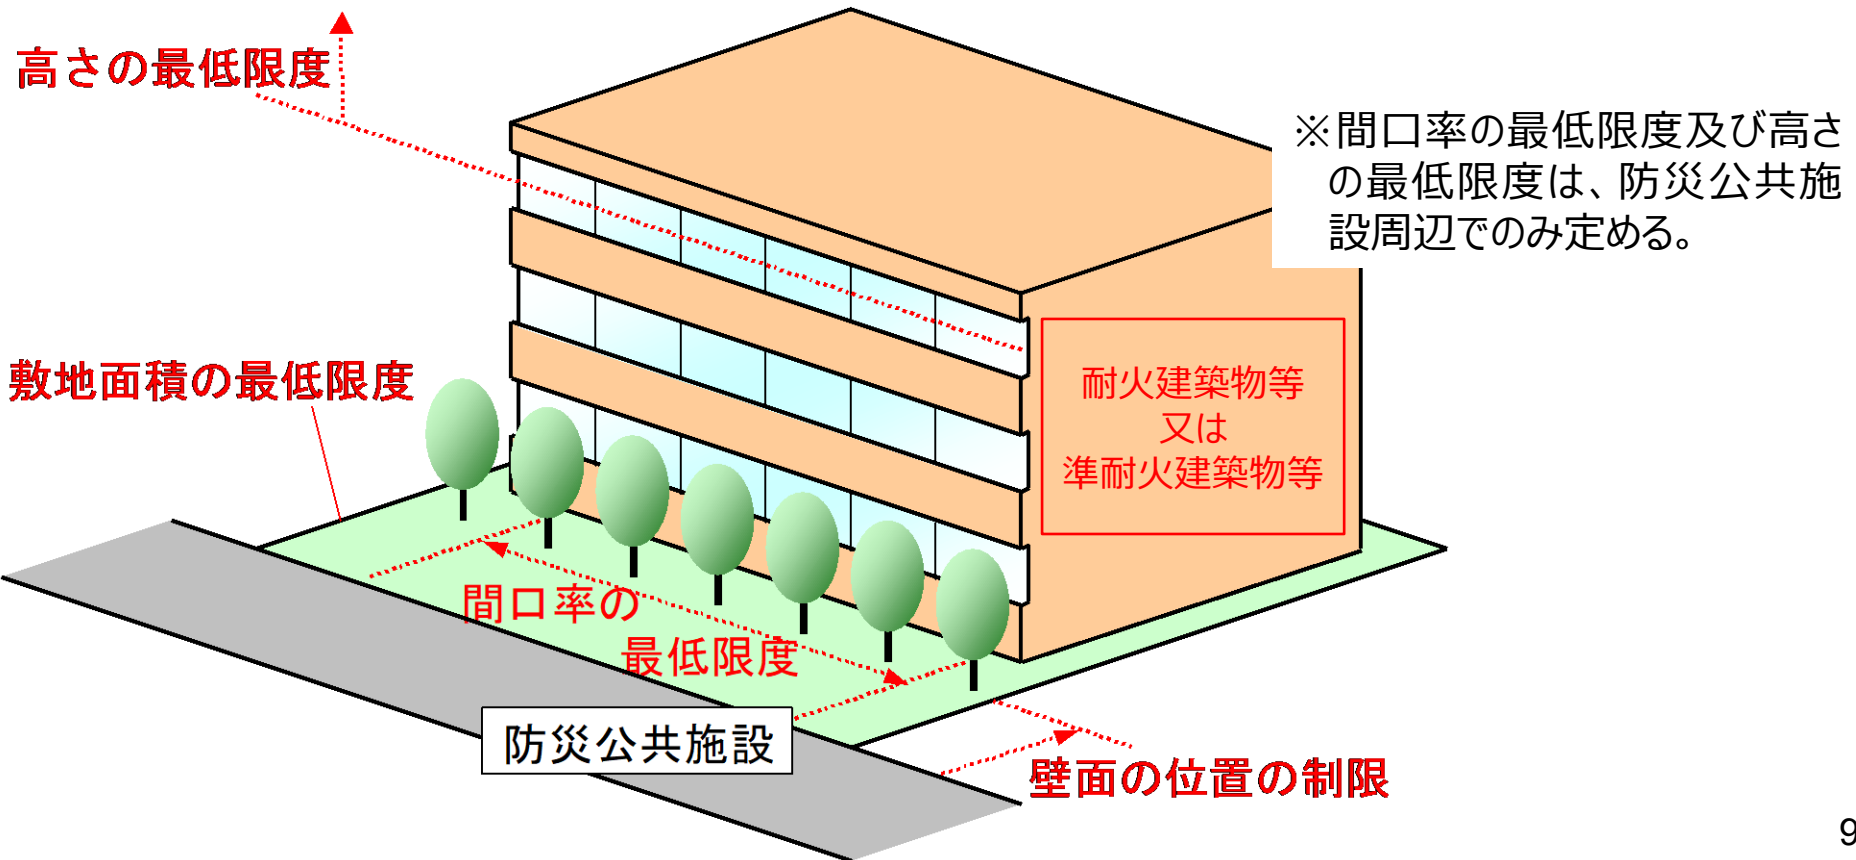 高さの最低限度
※間口率の最低限度及び高さ
の最低限度は、防災公共施
設周辺でのみ定める。
敷地面積の最低限度
耐火建築物等
又は
準耐火建築物等
間口率の
最低限度
防災公共施設
壁面の位置の制限
9